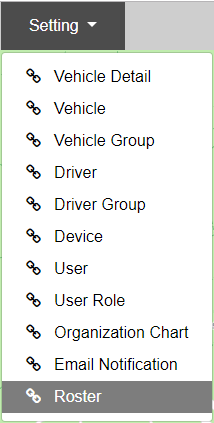 Setting
Vehicle Detail
Vehicle
Vehicle Group
Driver
Driver Group
Device
User
User Role
Organization Chart
Email Notification
Roster